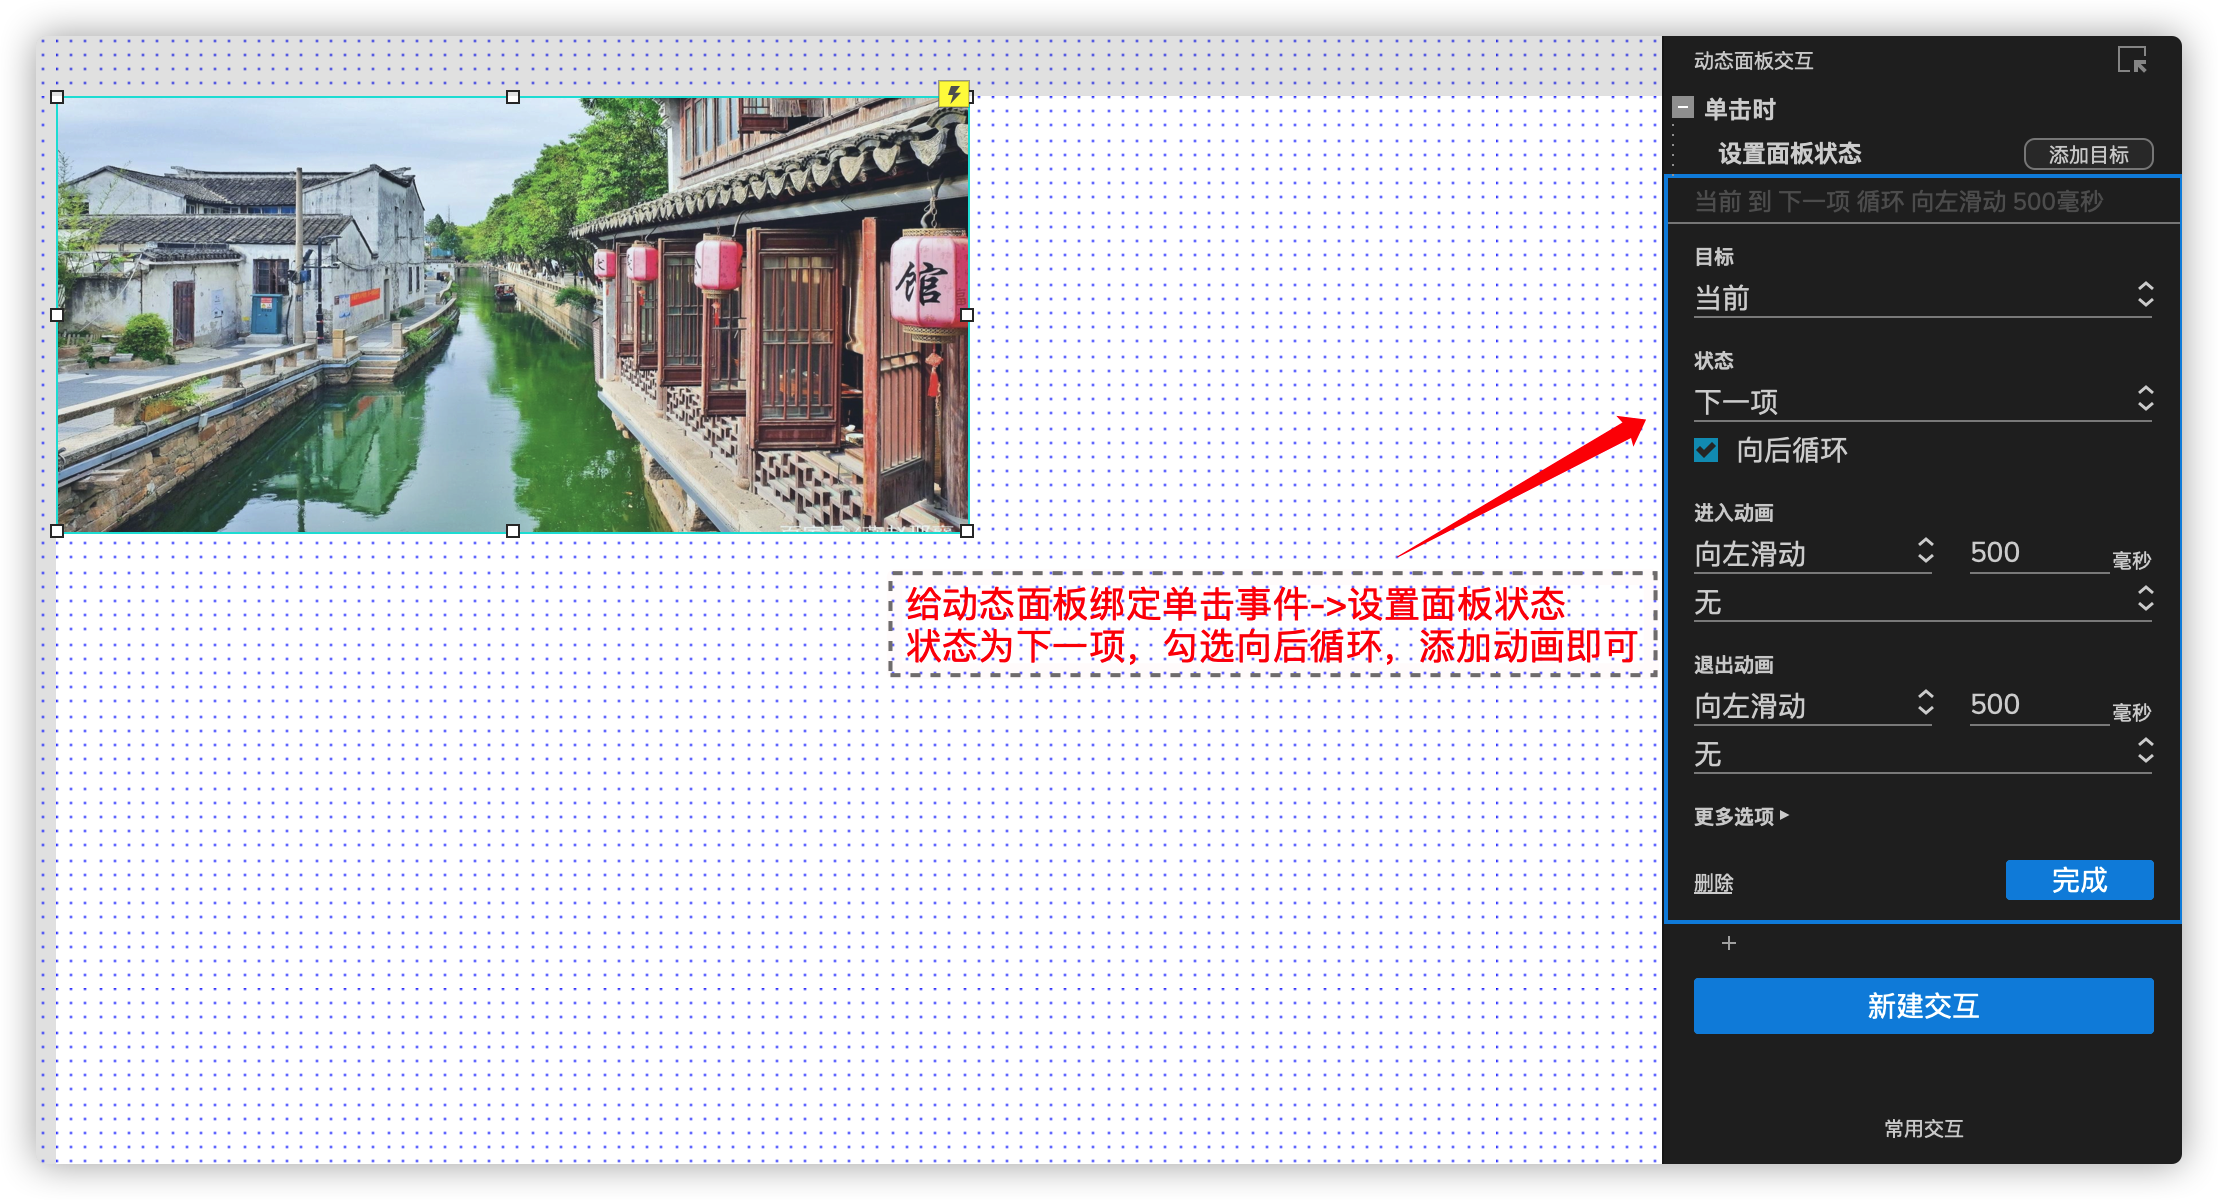 动态面板交互
单击时
设置面板状态
添加目标
当前 到 下一项 循环 向左滑动 500毫秒
目标
当前
状态
下一项
向后循环
进入动画
向左滑动
500
毫秒
无
退出动画
向左滑动
500
毫秒
无
更多选项
删除
完成
+
新建交互
常用交互
馆
给动态面板绑定单击事件->设置面板状态
状态为下一项，勾选向后循环，添加动画即可